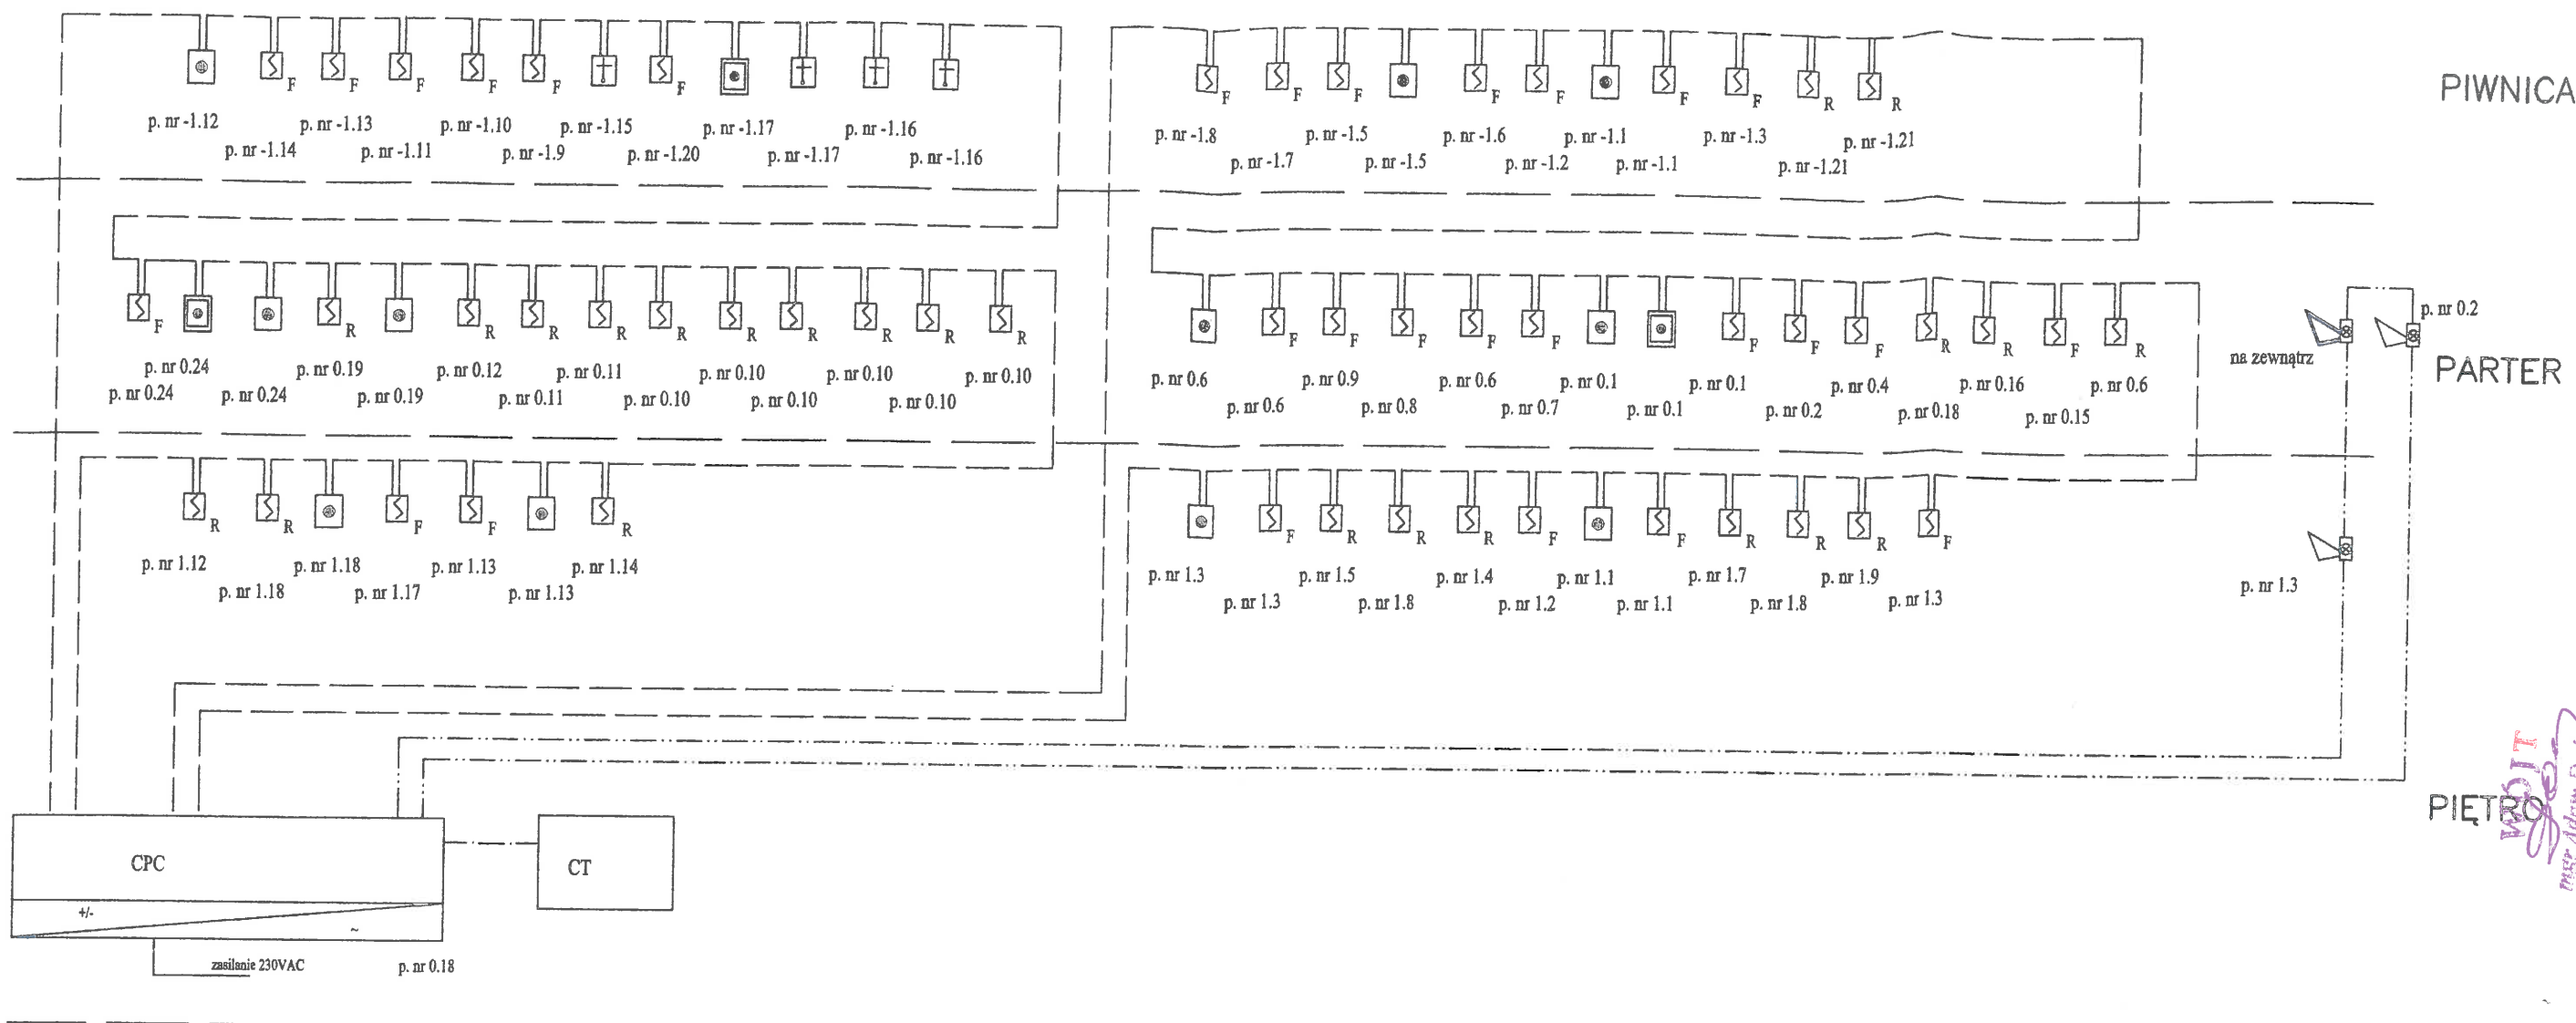 F F F F F F
p. nr -1.12 p. nr -1.13 p. nr -1.10 p. nr -1.15 p. nr -1.17 p. nr -1.16
p. nr -1.14 p. nr -1.11 p. nr -1.9 p. nr -1.20 p. nr -1.17 p. nr -1.16
F F F F F F F R R
p. nr -1.8 p. nr -1.5 p. nr -1.6 p. nr -1.1 p. nr -1.3 p. nr -1.21
p. nr -1.7 p. nr -1.5 p. nr -1.2 p. nr -1.1 p. nr -1.21
PIWNICA
F R R R R R R R R R R
p. nr 0.24 p. nr 0.19 p. nr 0.12 p. nr 0.11 p. nr 0.10 p. nr 0.10 p. nr 0.10
p. nr 0.24 p. nr 0.24 p. nr 0.19 p. nr 0.11 p. nr 0.10 p. nr 0.10 p. nr 0.10
F F F F F F F F R R F R
p. nr 0.6 p. nr 0.9 p. nr 0.6 p. nr 0.1 p. nr 0.1 p. nr 0.4 p. nr 0.16 p. nr 0.6
p. nr 0.6 p. nr 0.8 p. nr 0.7 p. nr 0.1 p. nr 0.2 p. nr 0.18 p. nr 0.15
p. nr 0.2
na zewnątrz
PARTER
R R F F R
p. nr 1.12 p. nr 1.18 p. nr 1.13 p. nr 1.14
p. nr 1.18 p. nr 1.17 p. nr 1.13
F R R R F F R R R F
p. nr 1.3 p. nr 1.5 p. nr 1.4 p. nr 1.1 p. nr 1.7 p. nr 1.9
p. nr 1.3 p. nr 1.8 p. nr 1.2 p. nr 1.1 p. nr 1.8 p. nr 1.3
p. nr 1.3
PIĘTRO
WÓJT
mgr Adam
CPC
CT
+/-
~
zasilanie 230VAC
p. nr 0.18